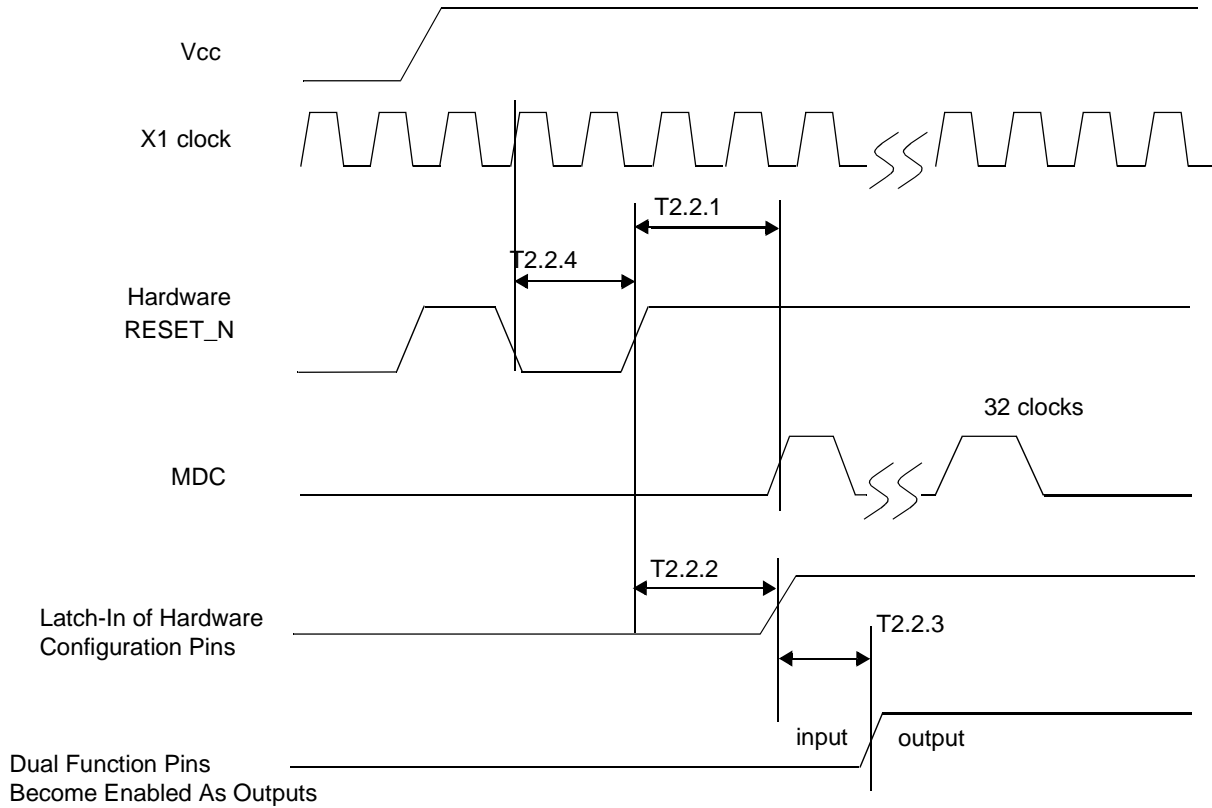 Vcc
X1 clock
T2.2.1
T2.2.4
Hardware
RESET_N
32 clocks
MDC
T2.2.2
Latch-In of Hardware
Configuration Pins
T2.2.3
input
output
Dual Function Pins
Become Enabled As Outputs